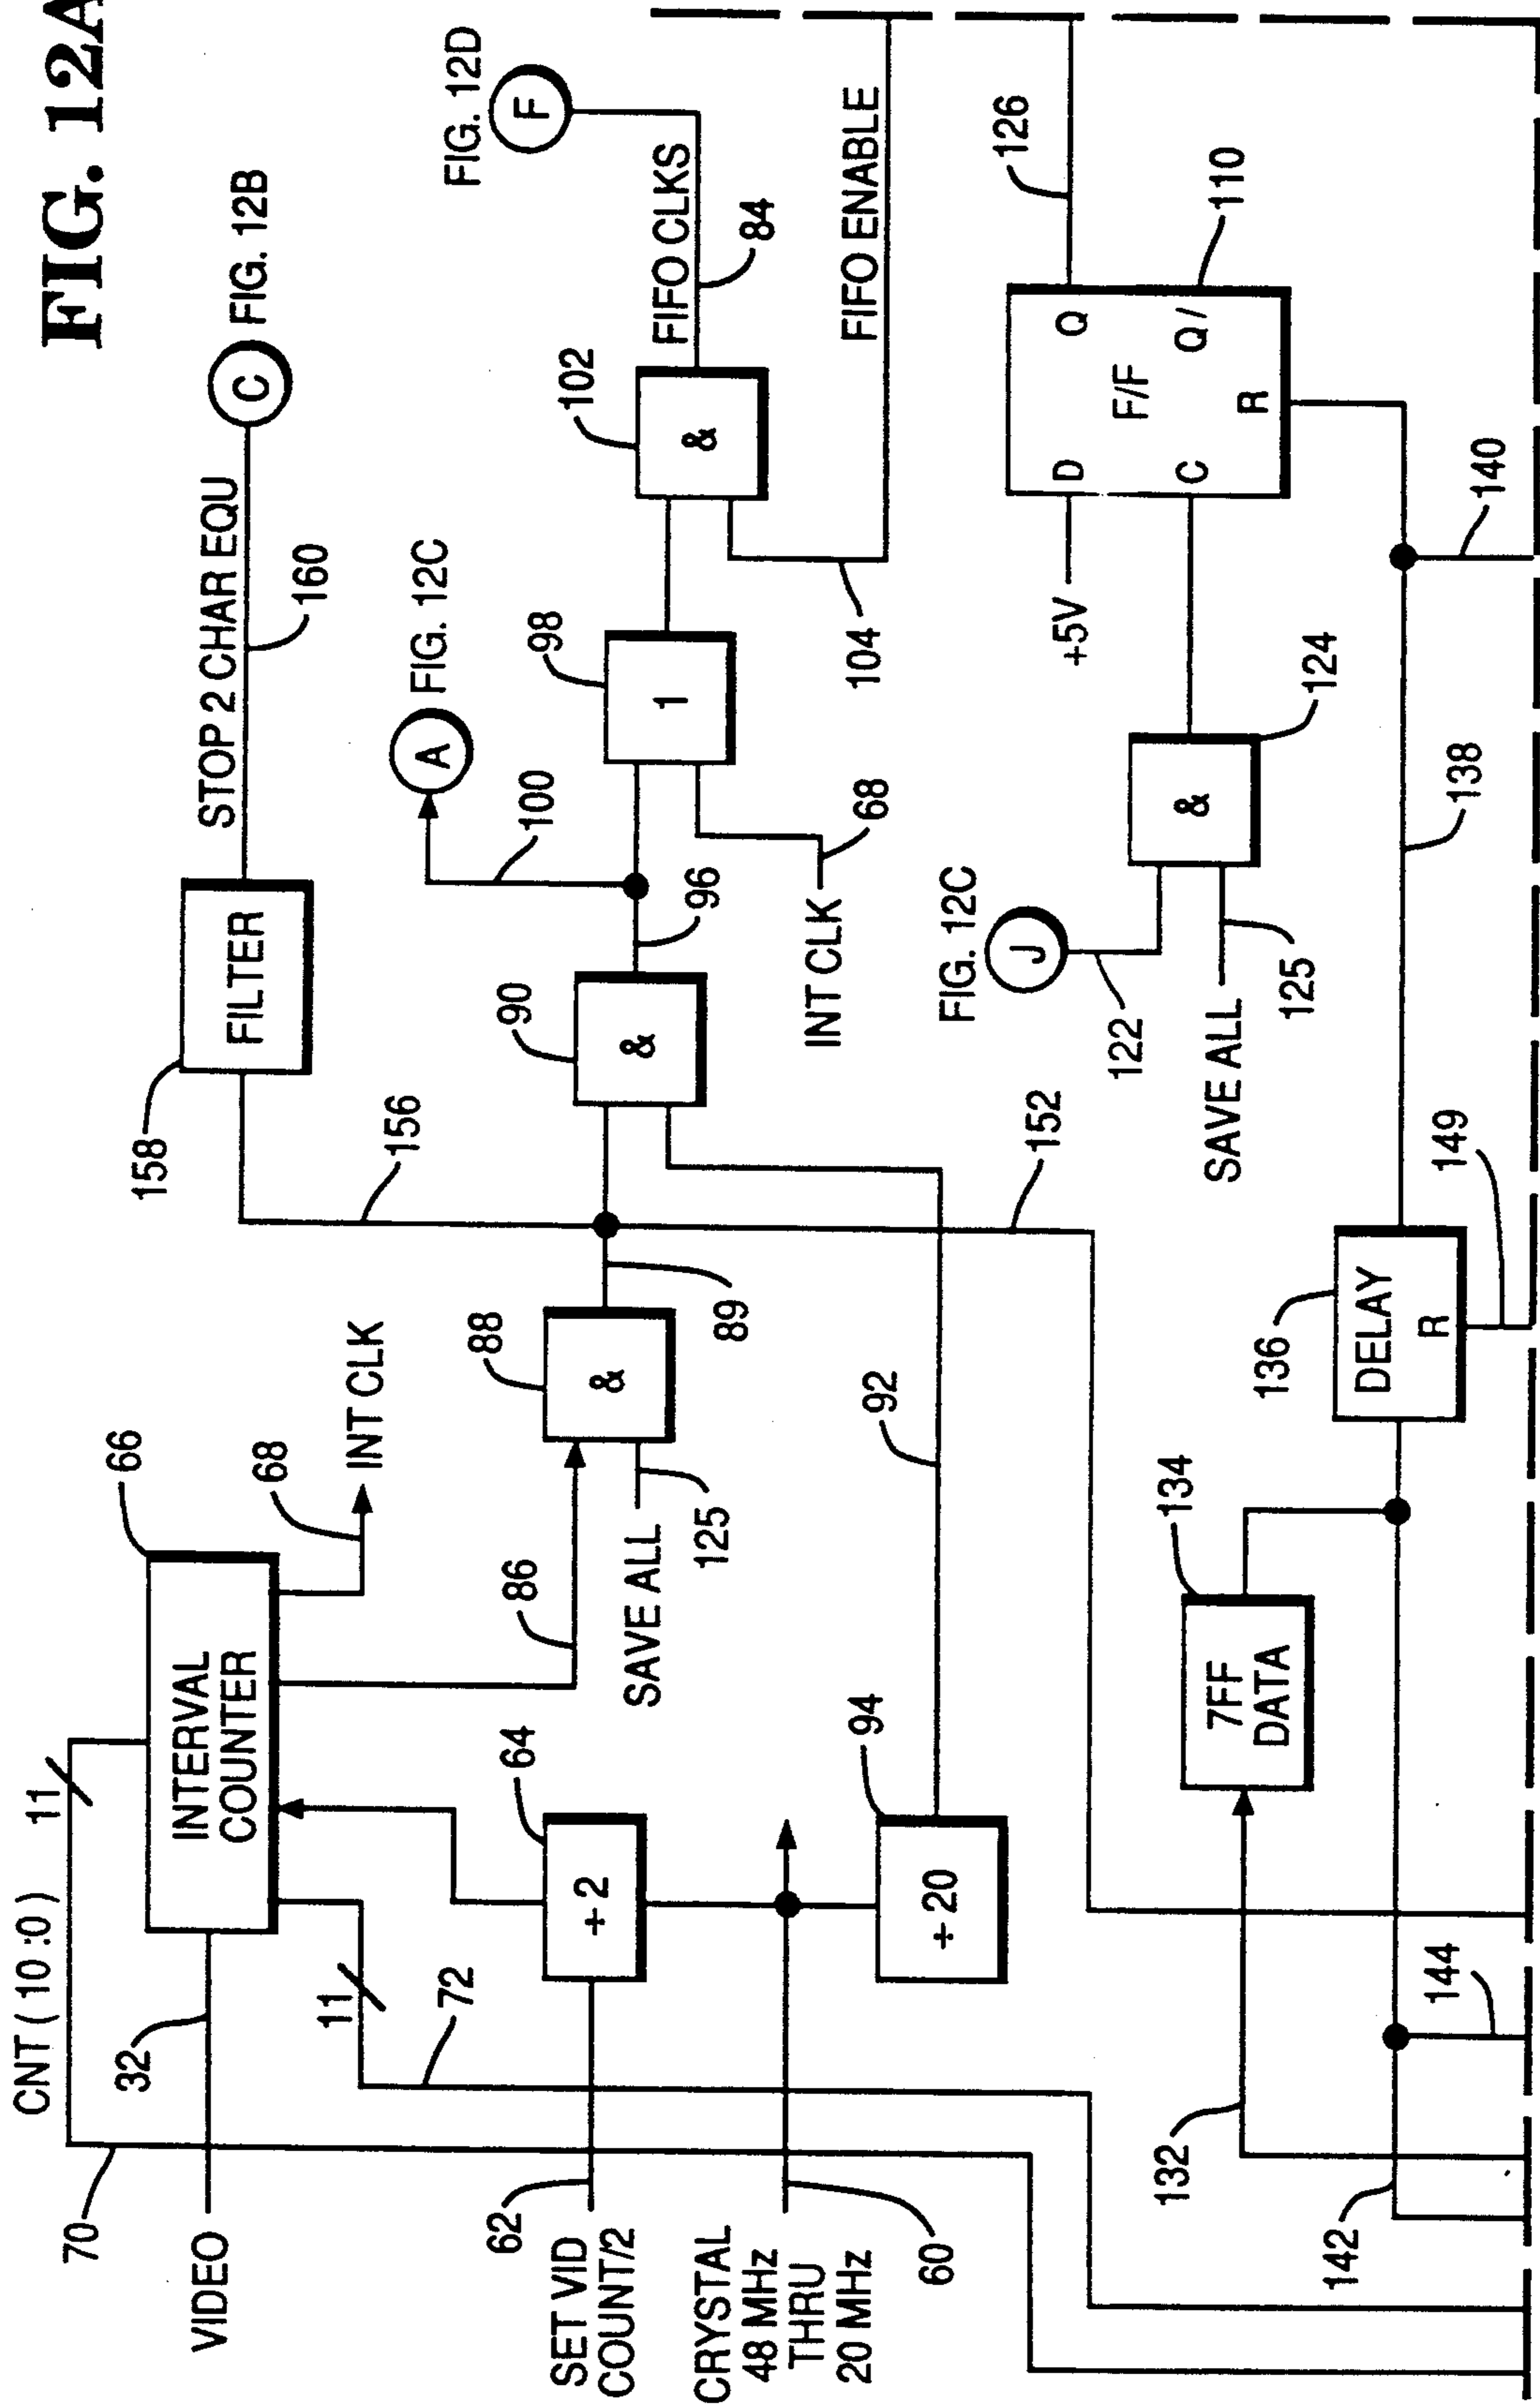 FIG. 12A
CNT ( 10 :0)
11
66
70
32
VIDEO
INTERVAL
COUNTER
68
INT CLK
11
72
86
158
FILTER
156
STOP 2 CHAR EQU
160
C
FIG. 12B
62
SET VID
COUNT/2
64
÷ 2
SAVE ALL
125
88
&
89
90
&
96
100
A
FIG. 12C
98
1
INT CLK
68
102
&
104
FIFO CLKS
84
F
FIG. 12D
FIFO ENABLE
CRYSTAL
48 MHz
THRU
20 MHz
60
94
÷ 20
92
152
FIG. 12C
J
122
SAVE ALL
125
&
124
+5V
D
Q
F/F
C
Q/
R
126
110
132
134
7FF
DATA
142
144
136
DELAY
R
149
138
140